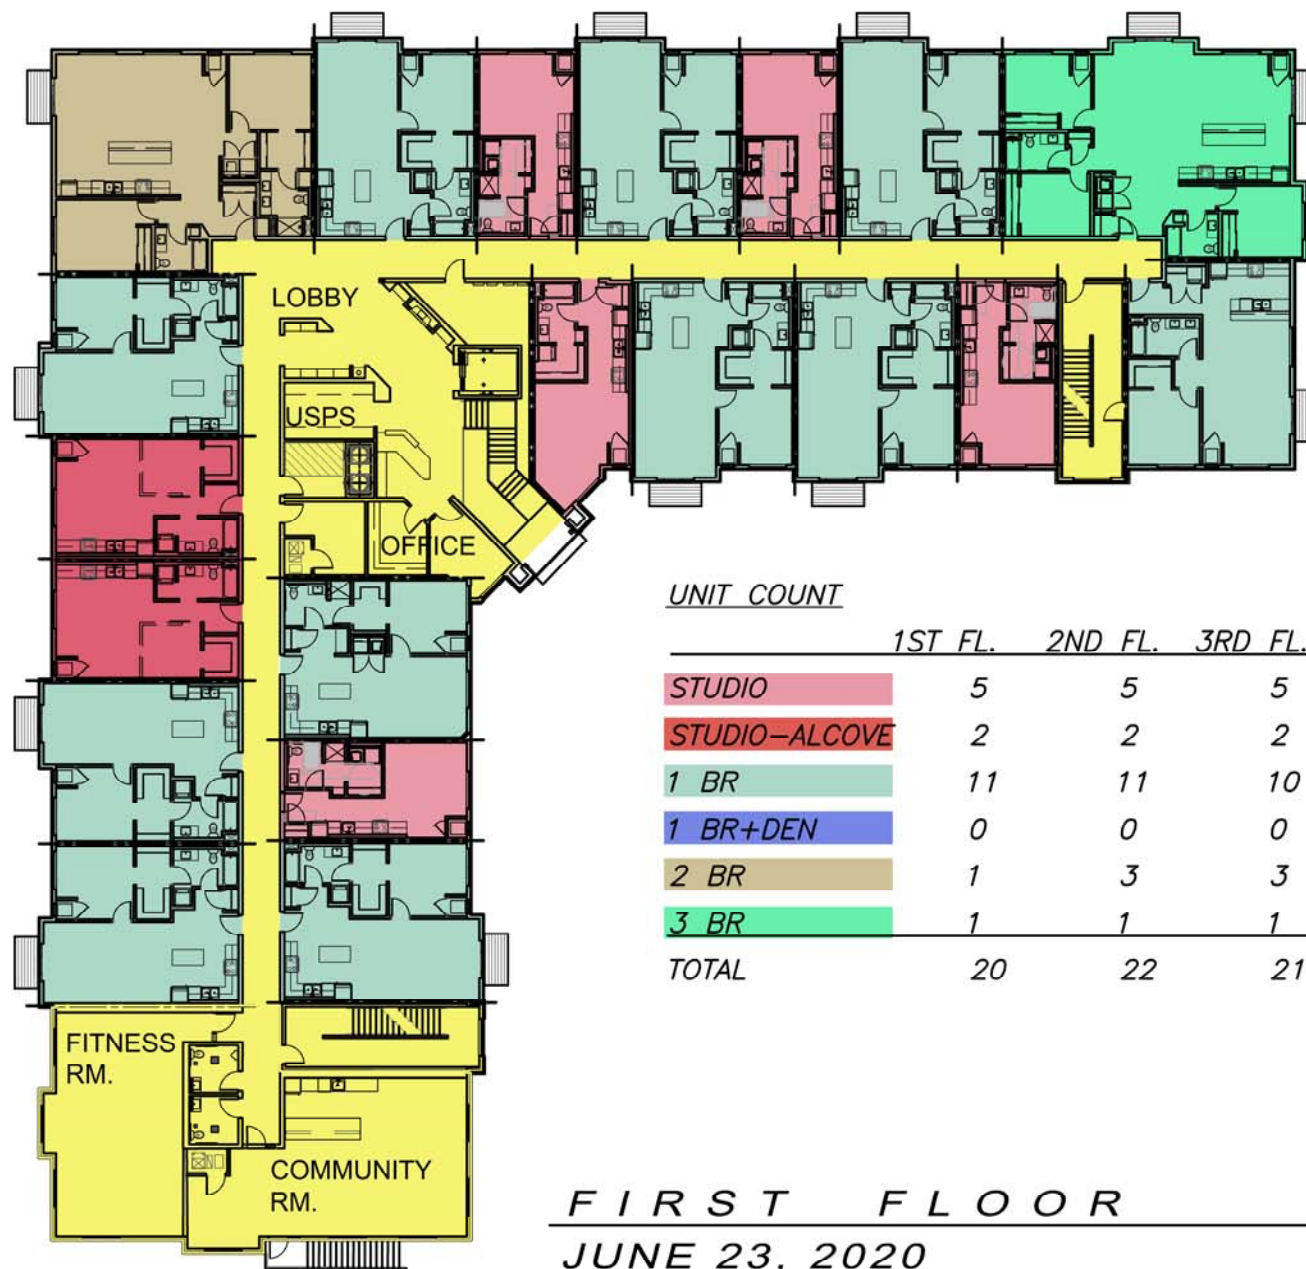 LOBBY
USPS
OFFICE
UNIT COUNT
1ST FL. 2ND FL. 3RD FL.
STUDIO 5 5 5
STUDIO-ALCOVE 2 2 2
1 BR 11 11 10
1 BR+DEN 0 0 0
2 BR 1 3 3
3 BR 1 1 1
TOTAL 20 22 21
FITNESS
RM.
COMMUNITY
RM.
FIRST FLOOR
JUNE 23, 2020